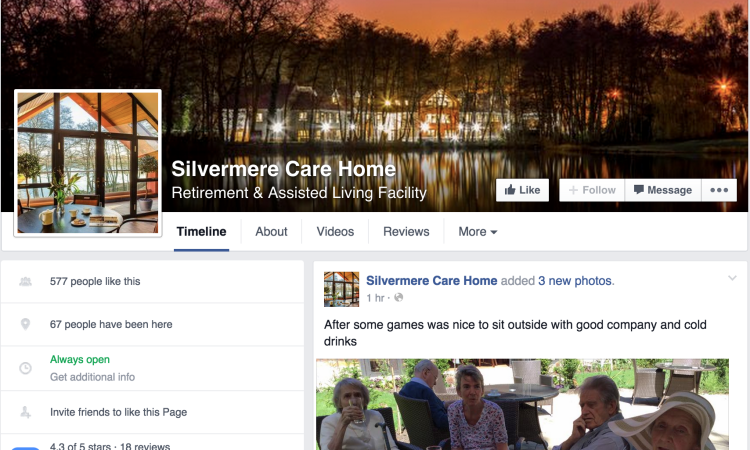 Silvermere Care Home
Retirement & Assisted Living Facility
Like
+ Follow
Message
•••
Timeline
About
Videos
Reviews
More
577 people like this
67 people have been here
Always open
Get additional info
Invite friends to like this Page
4.3 of 5 stars · 18 reviews
Silvermere Care Home added 3 new photos.
1 hr ·
After some games was nice to sit outside with good company and cold
drinks